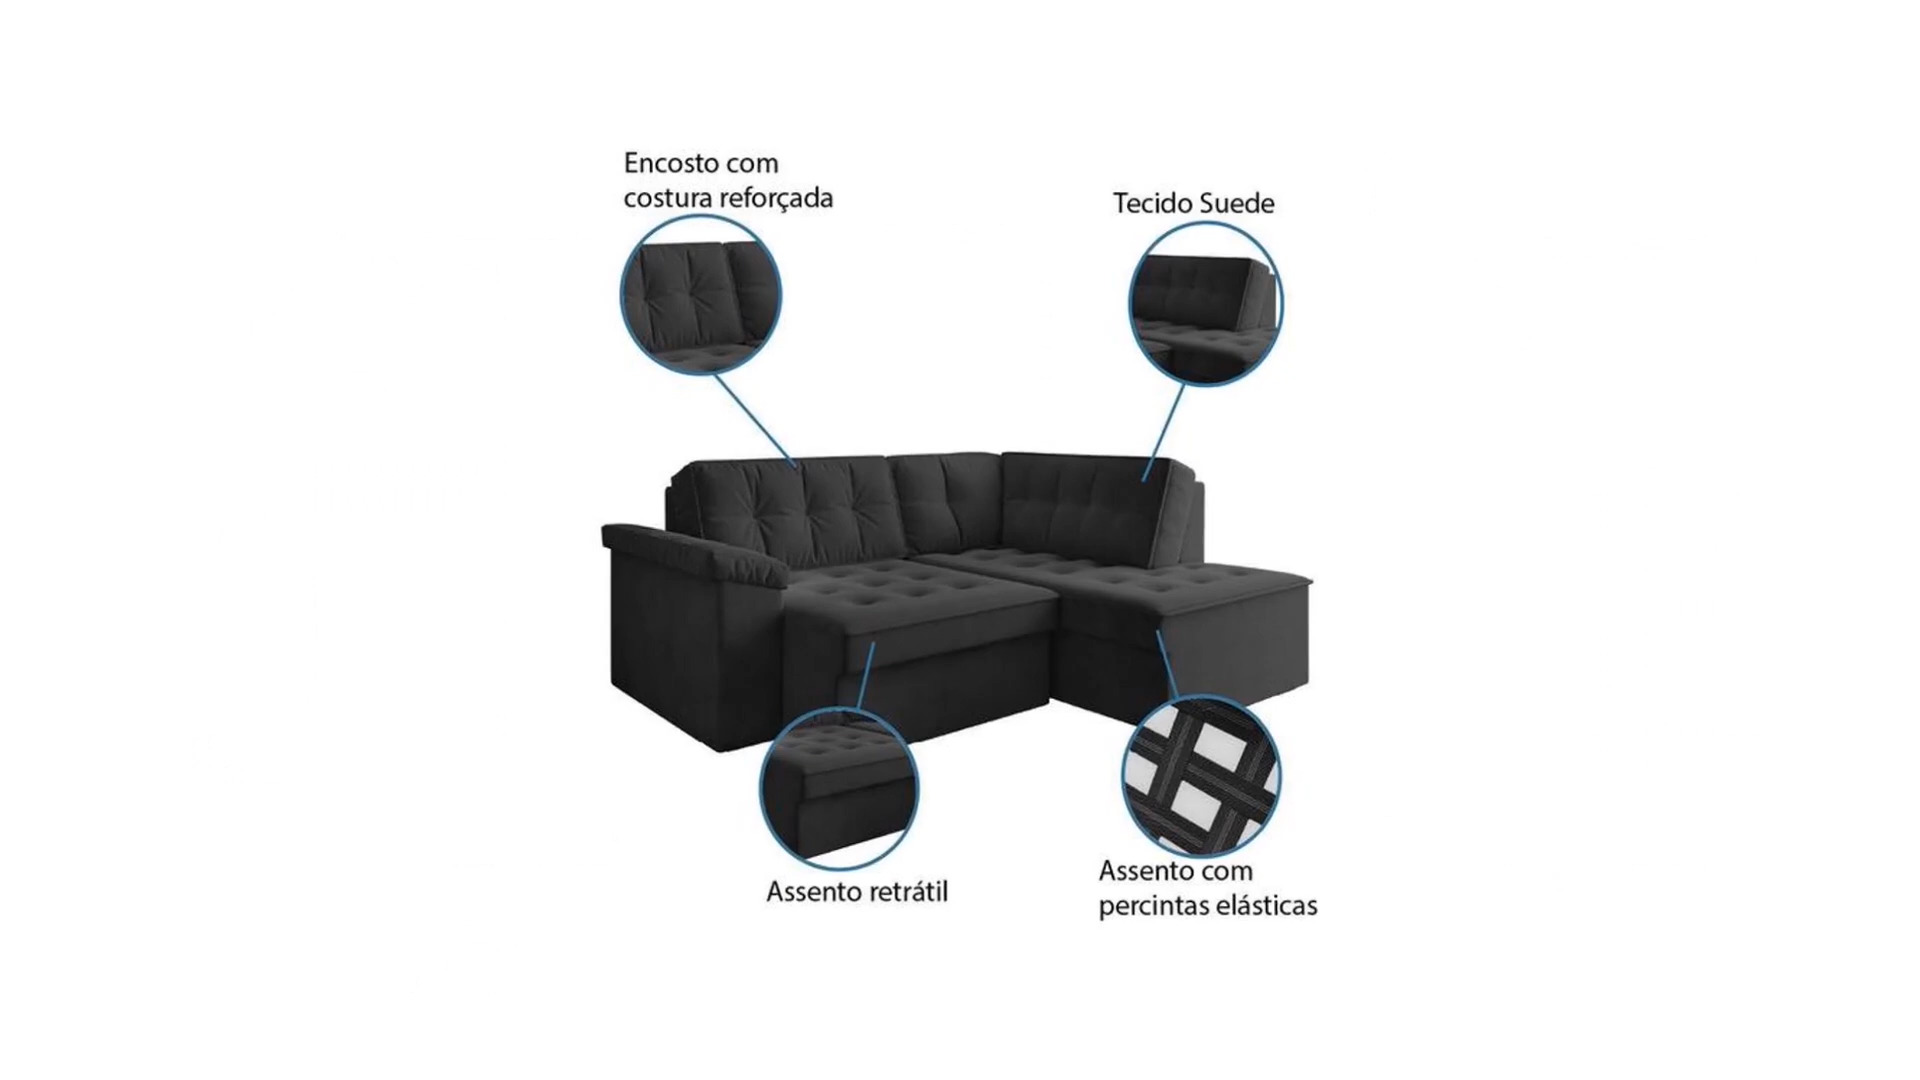 Encosto com
costura reforçada
Tecido Suede
Assento retrátil
Assento com
percintas elásticas